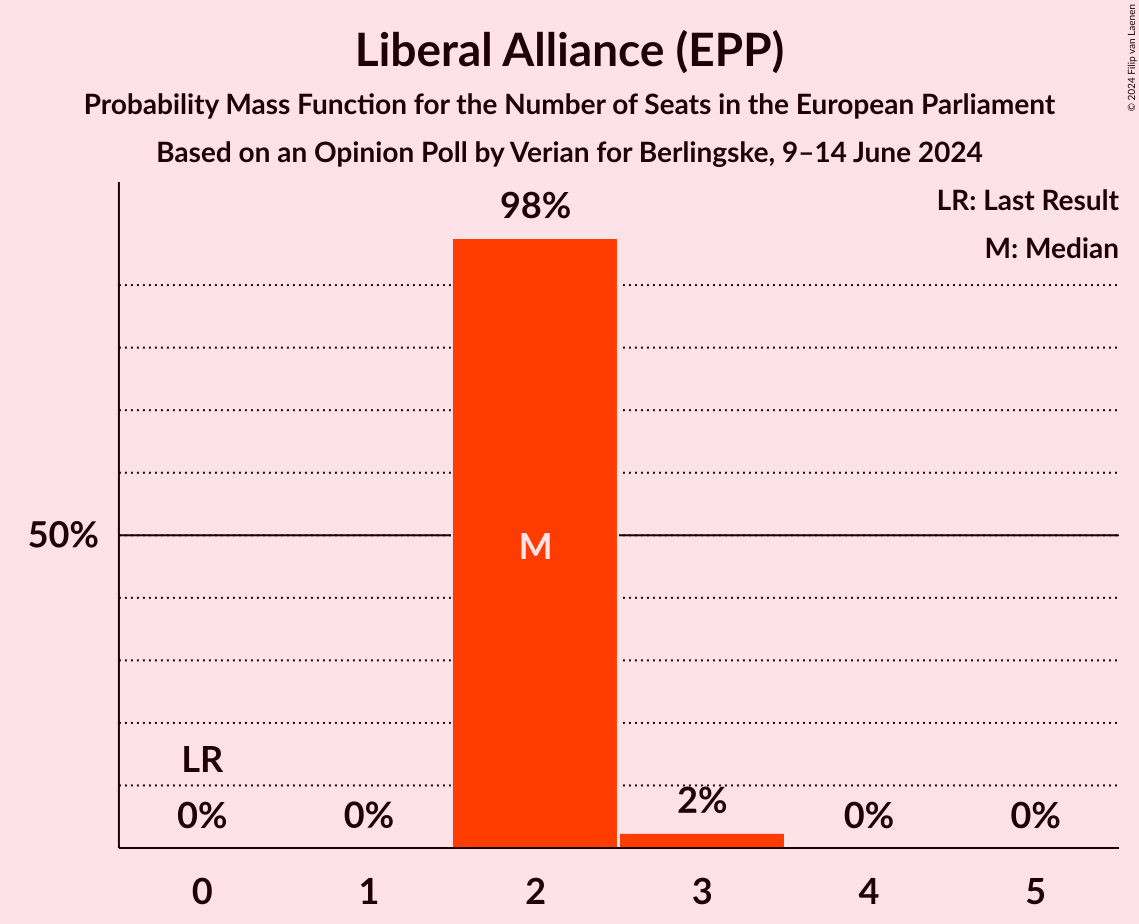 Liberal Alliance (EPP)
Probability Mass Function for the Number of Seats in the European Parliament
Based on an Opinion Poll by Verian for Berlingske, 9–14 June 2024
© 2024 Filip van Laenen
LR: Last Result
M: Median
98%
50%
M
LR
0%
0%
2%
0%
0%
0
1
2
3
4
5